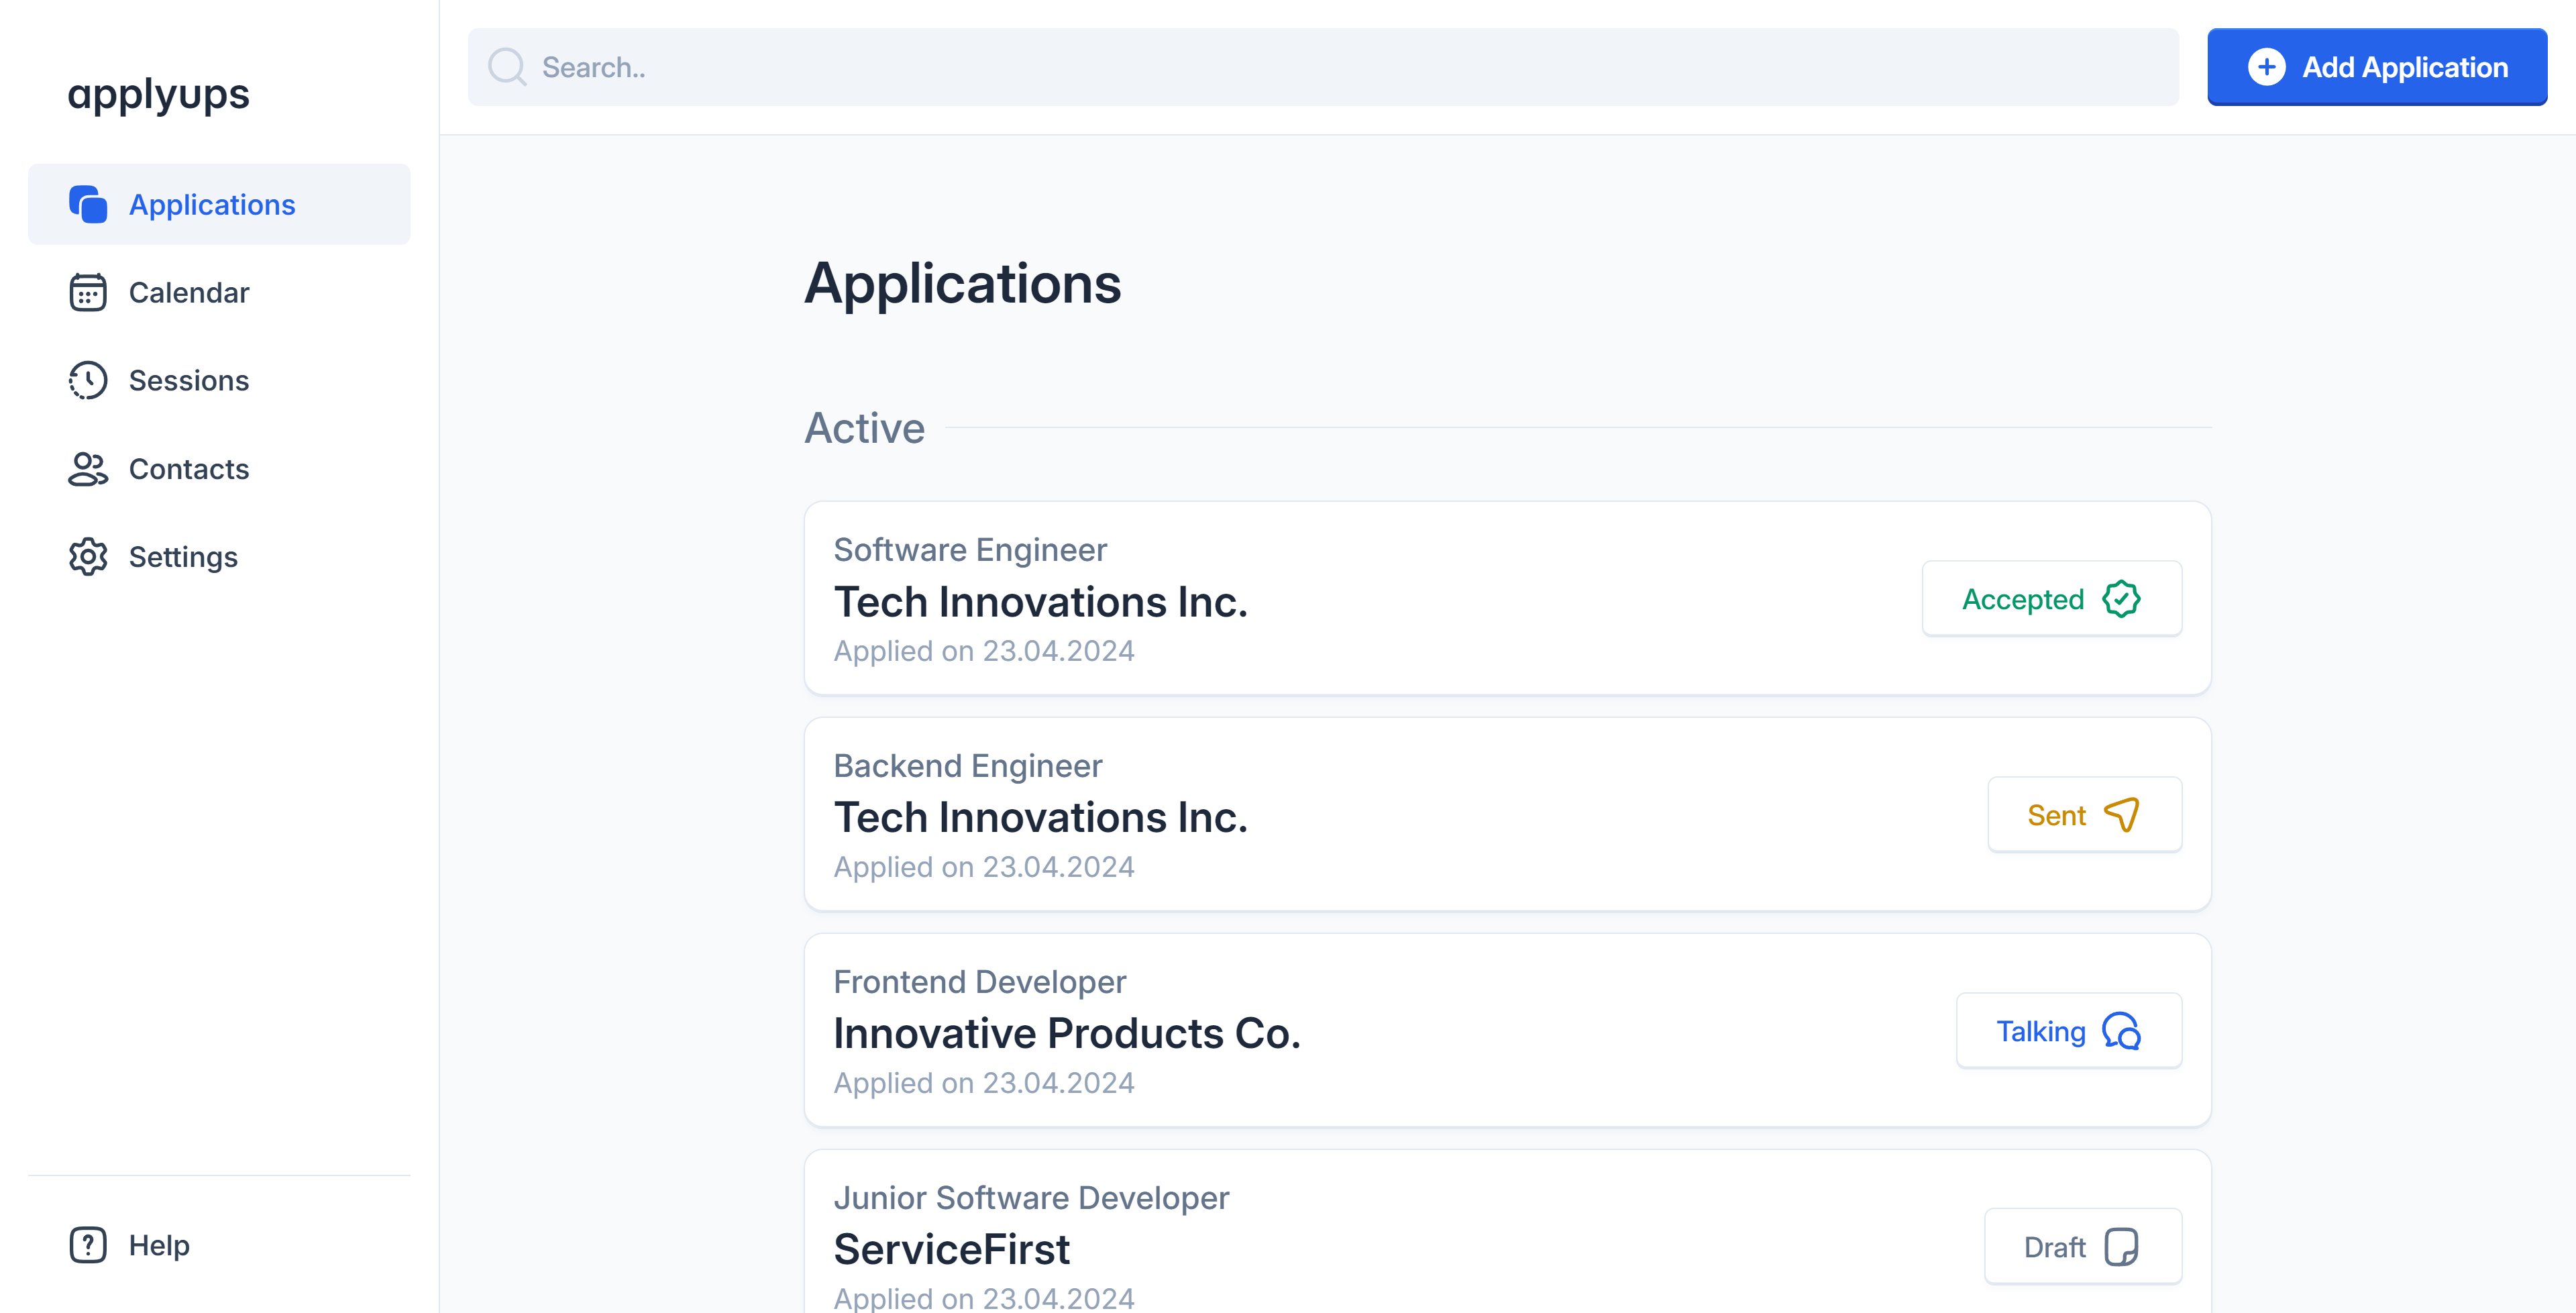 applyups
Applications
Calendar
Sessions
Contacts
Settings
Help
Search..
Add Application
Applications
Active
Software Engineer
Tech Innovations Inc.
Applied on 23.04.2024
Accepted
Backend Engineer
Tech Innovations Inc.
Applied on 23.04.2024
Sent
Frontend Developer
Innovative Products Co.
Applied on 23.04.2024
Talking
Junior Software Developer
ServiceFirst
Applied on 23.04.2024
Draft